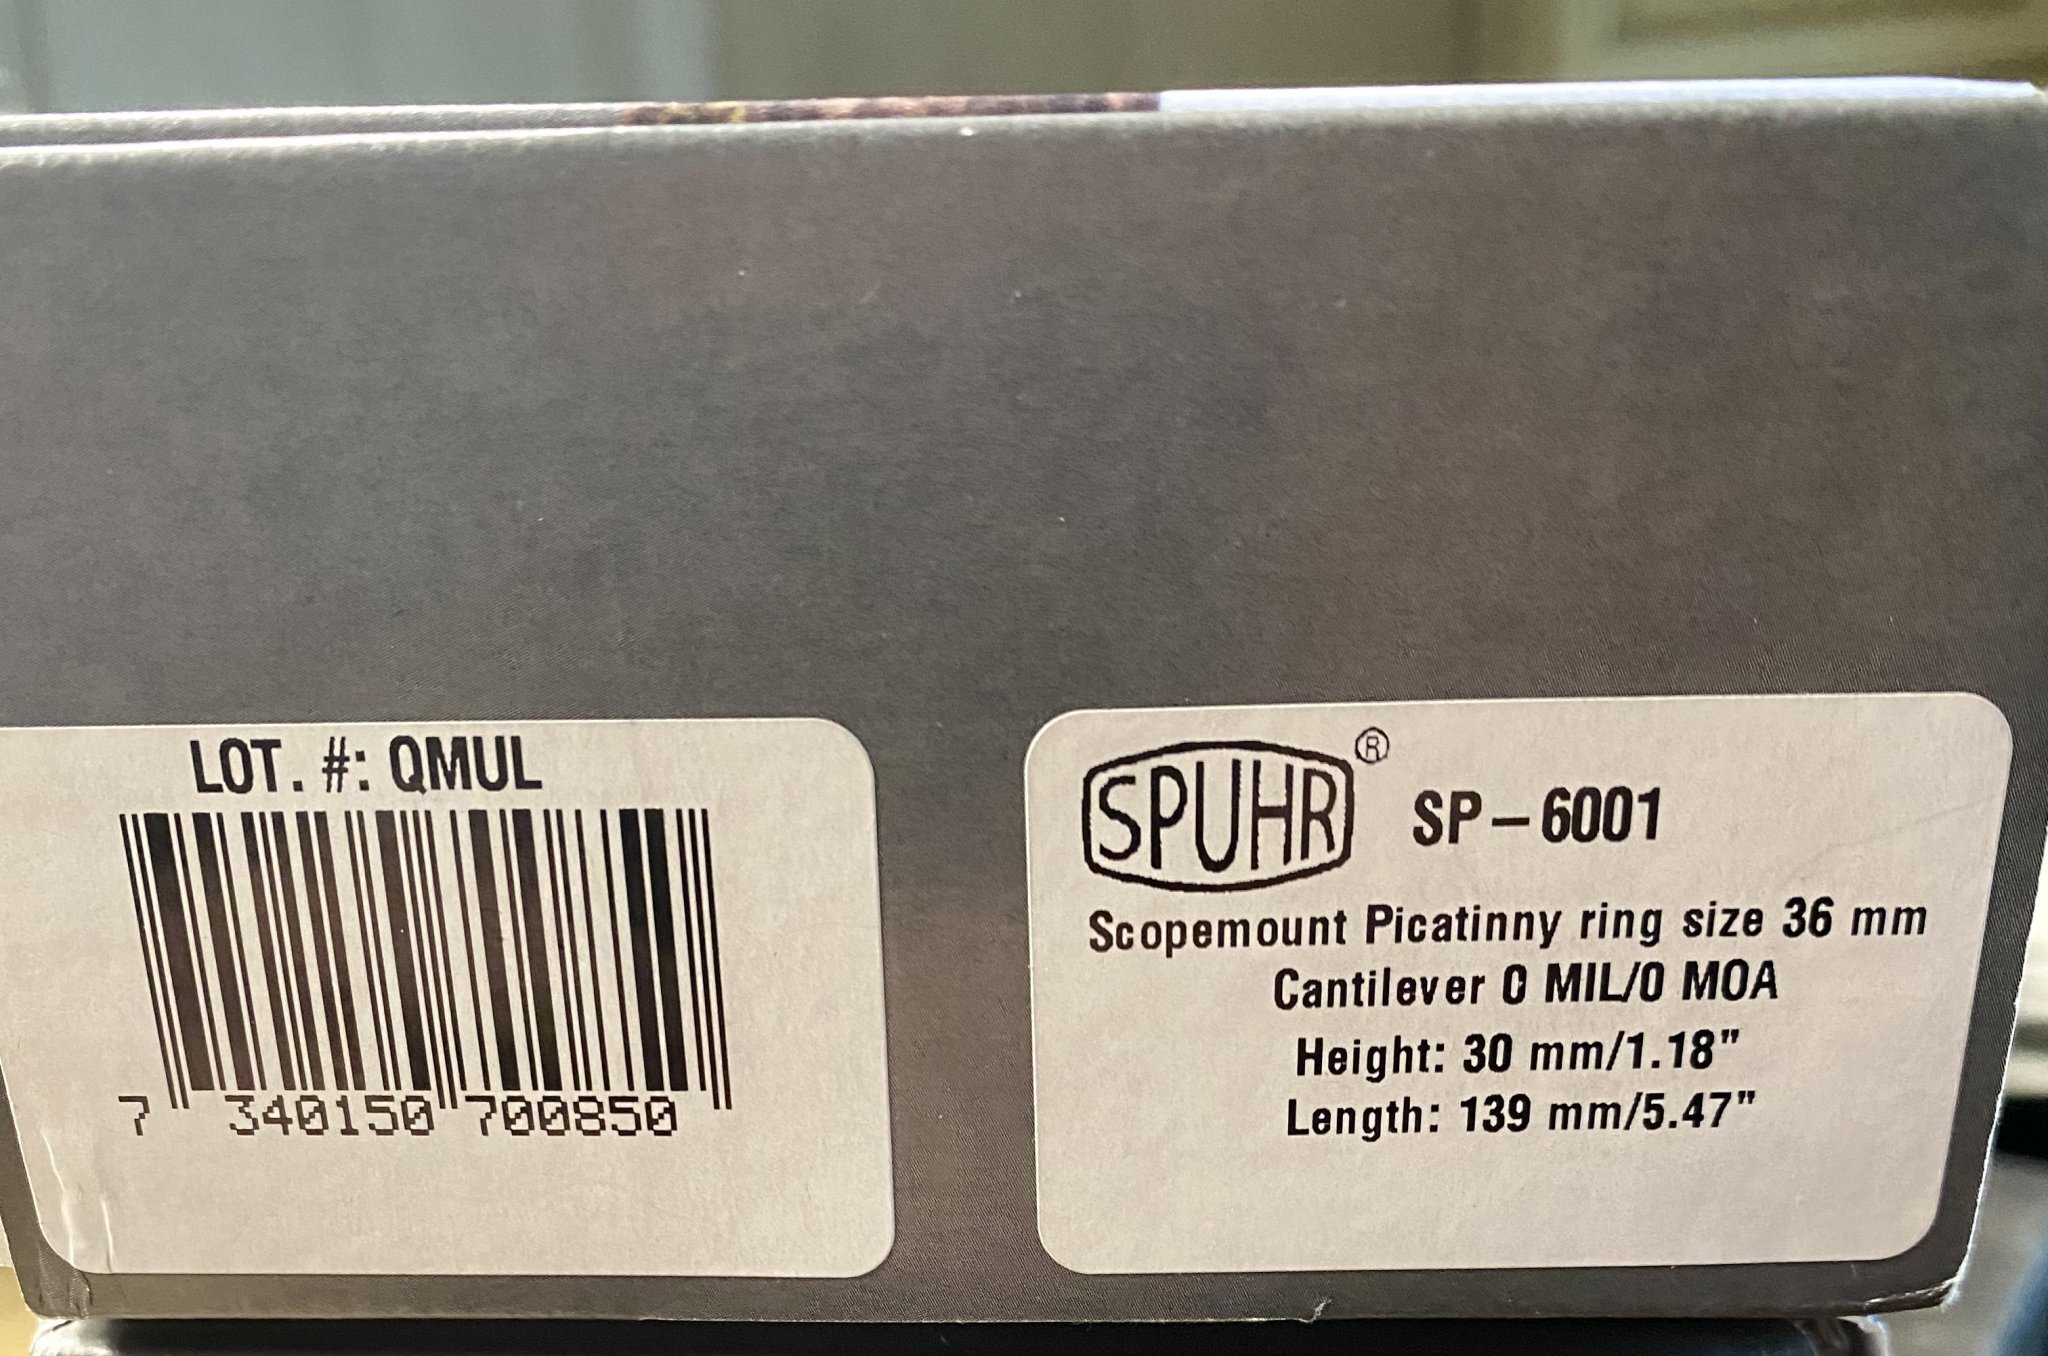 LOT. #: QMUL
7 340150 700850
SPUHR® SP-6001
Scopemount Picatinny ring size 36 mm
Cantilever 0 MIL/0 MOA
Height: 30 mm/1.18"
Length: 139 mm/5.47"